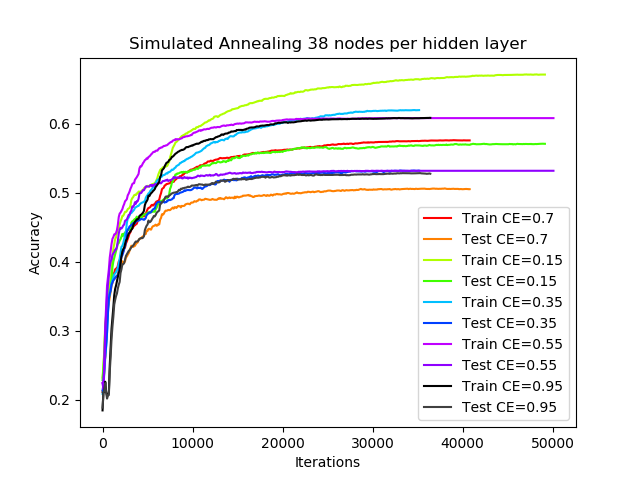 Simulated Annealing 38 nodes per hidden layer
Accuracy
0.6
0.5
0.4
0.3
0.2
Train CE=0.7
Test CE=0.7
Train CE=0.15
Test CE=0.15
Train CE=0.35
Test CE=0.35
Train CE=0.55
Test CE=0.55
Train CE=0.95
Test CE=0.95
0 10000 20000 30000 40000 50000
Iterations